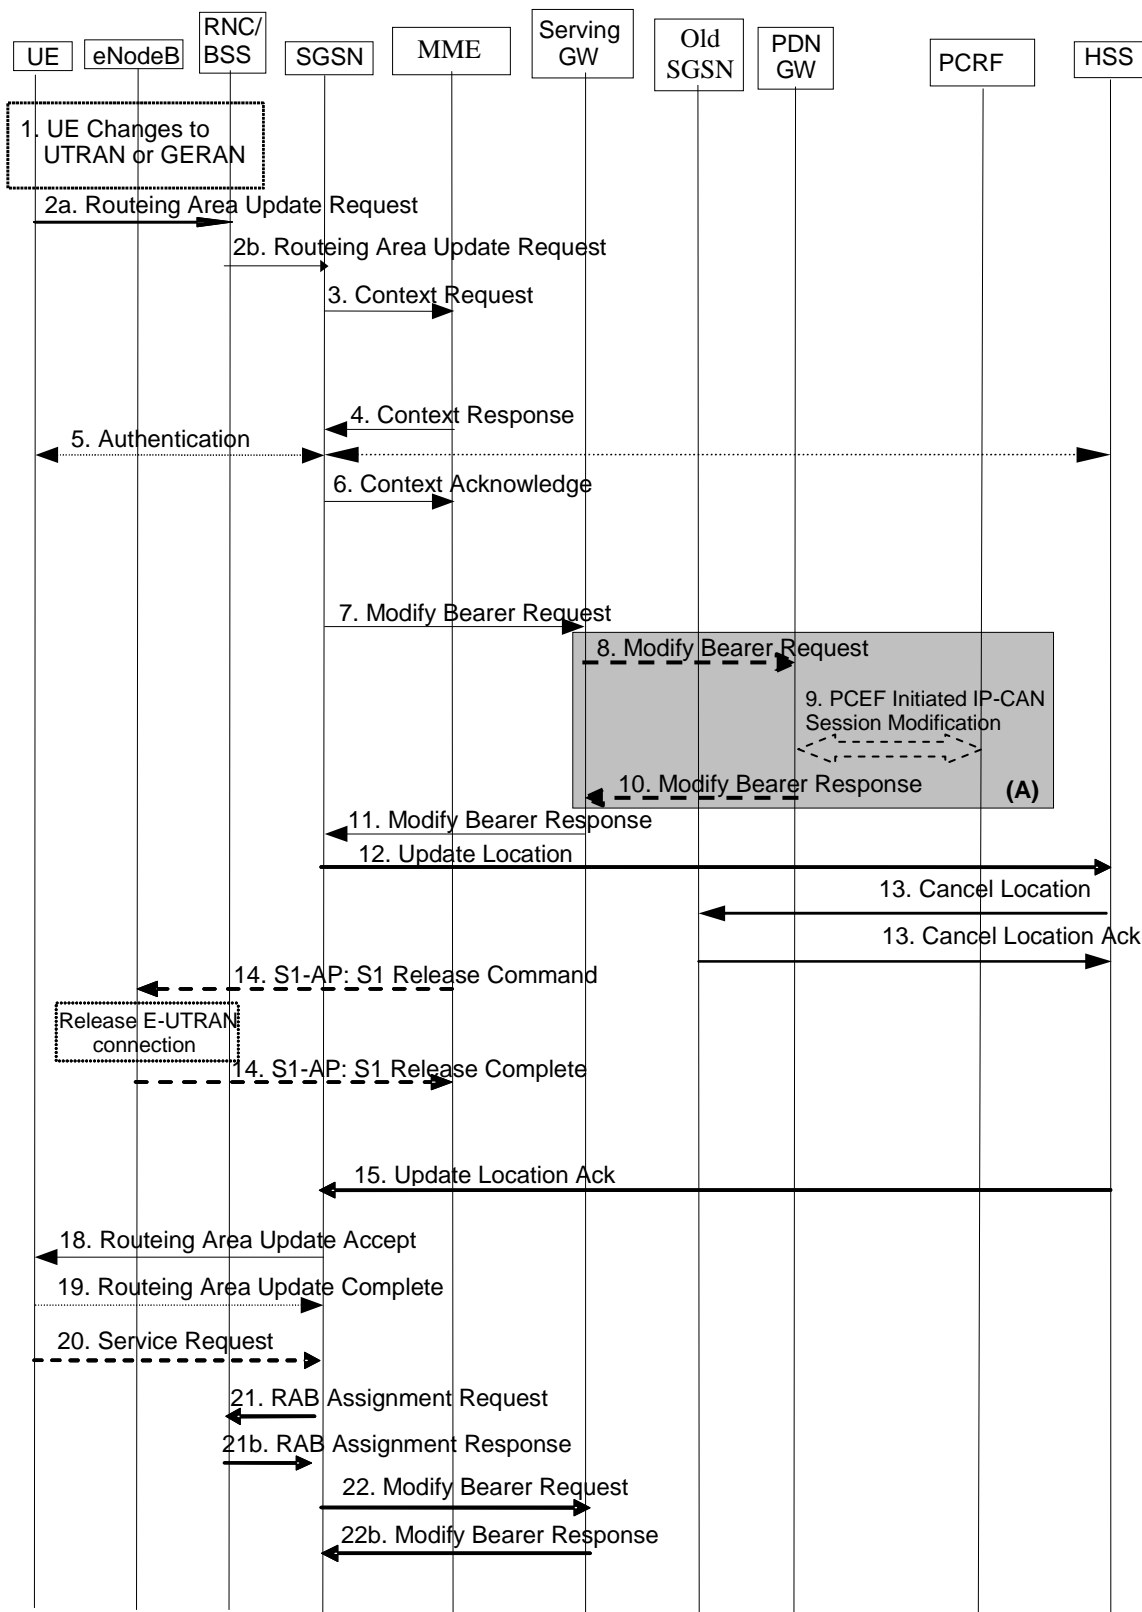 UE
eNodeB
RNC/
BSS
SGSN
MME
Serving
GW
Old
SGSN
PDN
GW
PCRF
HSS
1. UE Changes to
UTRAN or GERAN
2a. Routeing Area Update Request
2b. Routeing Area Update Request
3. Context Request
4. Context Response
5. Authentication
6. Context Acknowledge
7. Modify Bearer Request
8. Modify Bearer Request
9. PCEF Initiated IP-CAN
Session Modification
10. Modify Bearer Response
(A)
11. Modify Bearer Response
12. Update Location
13. Cancel Location
13. Cancel Location Ack
14. S1-AP: S1 Release Command
Release E-UTRAN
connection
14. S1-AP: S1 Release Complete
15. Update Location Ack
18. Routeing Area Update Accept
19. Routeing Area Update Complete
20. Service Request
21. RAB Assignment Request
21b. RAB Assignment Response
22. Modify Bearer Request
22b. Modify Bearer Response